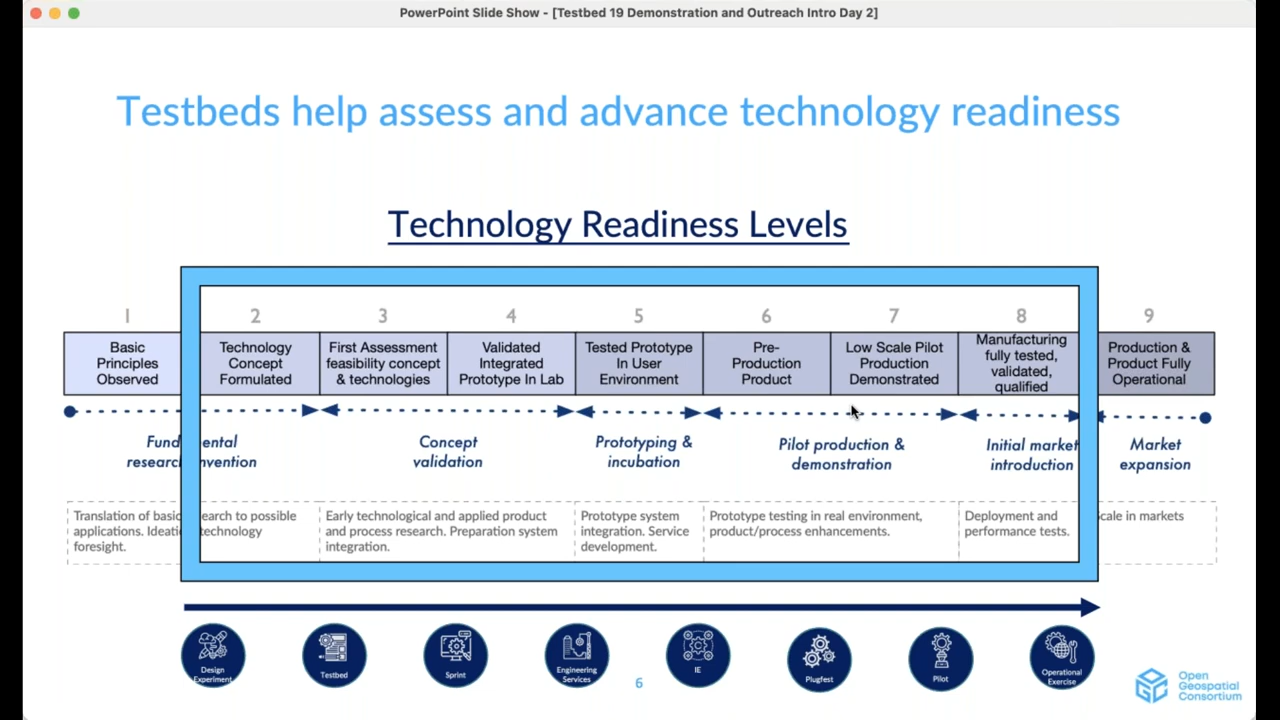 PowerPoint Slide Show - [Testbed 19 Demonstration and Outreach Intro Day 2]
Testbeds help assess and advance technology readiness
Technology Readiness Levels
1 2 3 4 5 6 7 8 9
Basic
Principles
Observed
Technology
Concept
Formulated
First Assessment
feasibility concept
& technologies
Validated
Integrated
Prototype In Lab
Tested Prototype
In User
Environment
Pre-
Production
Product
Low Scale Pilot
Production
Demonstrated
Manufacturing
fully tested,
validated,
qualified
Production &
Product Fully
Operational
research
Concept
validation
Prototyping &
incubation
Pilot production &
demonstration
Initial market
introduction
Market
expansion
Translation of basic to possible
applications. technology
foresight.
Early technological and applied product
and process research. Preparation system
integration.
Prototype system
integration. Service
development.
Prototype testing in real environment,
product/process enhancements.
Deployment and
performance tests.
in markets
Design
Experiment
Testbed
Sprint
Engineering
Services
IE
Plugfest
Pilot
Operational
Exercise
6
Open
Geospatial
Consortium